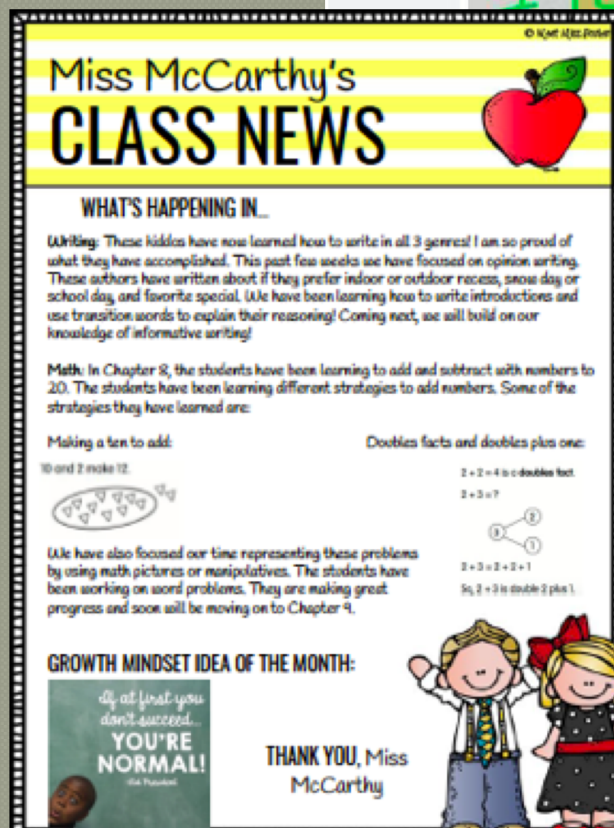 © Kent Miss Foster
Miss McCarthy's
CLASS NEWS
WHAT'S HAPPENING IN...
Writing: These kiddos have now learned how to write in all 3 genres! I am so proud of
what they have accomplished. This past few weeks we have focused on opinion writing.
These authors have written about if they prefer indoor or outdoor recess, snow day or
school day, and favorite special. We have been learning how to write introductions and
use transition words to explain their reasoning! Coming next, we will build on our
knowledge of informative writing!
Math: In Chapter 8, the students have been learning to add and subtract with numbers to
20. The students have been learning different strategies to add numbers. Some of the
strategies they have learned are:
Making a ten to add:
10 and 2 make 12.
Doubles facts and doubles plus one:
2 + 2 = 4 is a doubles fact.
2 + 3 = ?
3
2
1
2 + 3 = 2 + 2 + 1
So, 2 + 3 is double 2 plus 1.
We have also focused our time representing these problems
by using math pictures or manipulatives. The students have
been working on word problems. They are making great
progress and soon will be moving on to Chapter 9.
GROWTH MINDSET IDEA OF THE MONTH:
If at first you
don't succeed...
YOU'RE
NORMAL!
-Kid President
THANK YOU, Miss
McCarthy